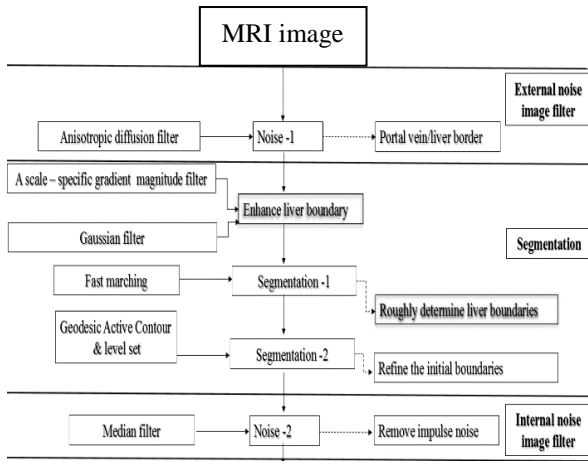 MRI image
External noise
image filter
Anisotropic diffusion filter
Noise -1
Portal vein/liver border
A scale – specific gradient magnitude filter
Enhance liver boundary
Gaussian filter
Segmentation
Fast marching
Segmentation -1
Roughly determine liver boundaries
Geodesic Active Contour
& level set
Segmentation -2
Refine the initial boundaries
Internal noise
image filter
Median filter
Noise -2
Remove impulse noise